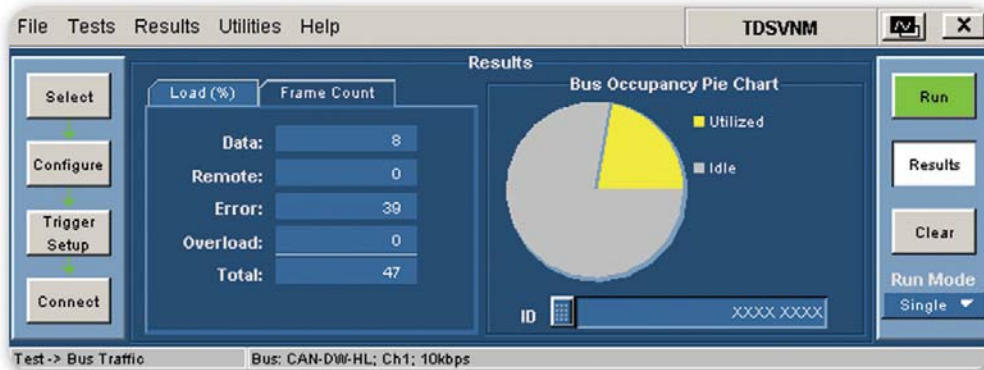 File Tests Results Utilities Help TDSVNM X
Results
Select
Configure
Trigger
Setup
Connect
Load (%) Frame Count
Data: 8
Remote: 0
Error: 39
Overload: 0
Total: 47
Bus Occupancy Pie Chart
Utilized
Idle
ID XXXX XXXX
Run
Results
Clear
Run Mode
Single
Test -> Bus Traffic Bus: CAN-DW-HL; Ch1; 10kbps